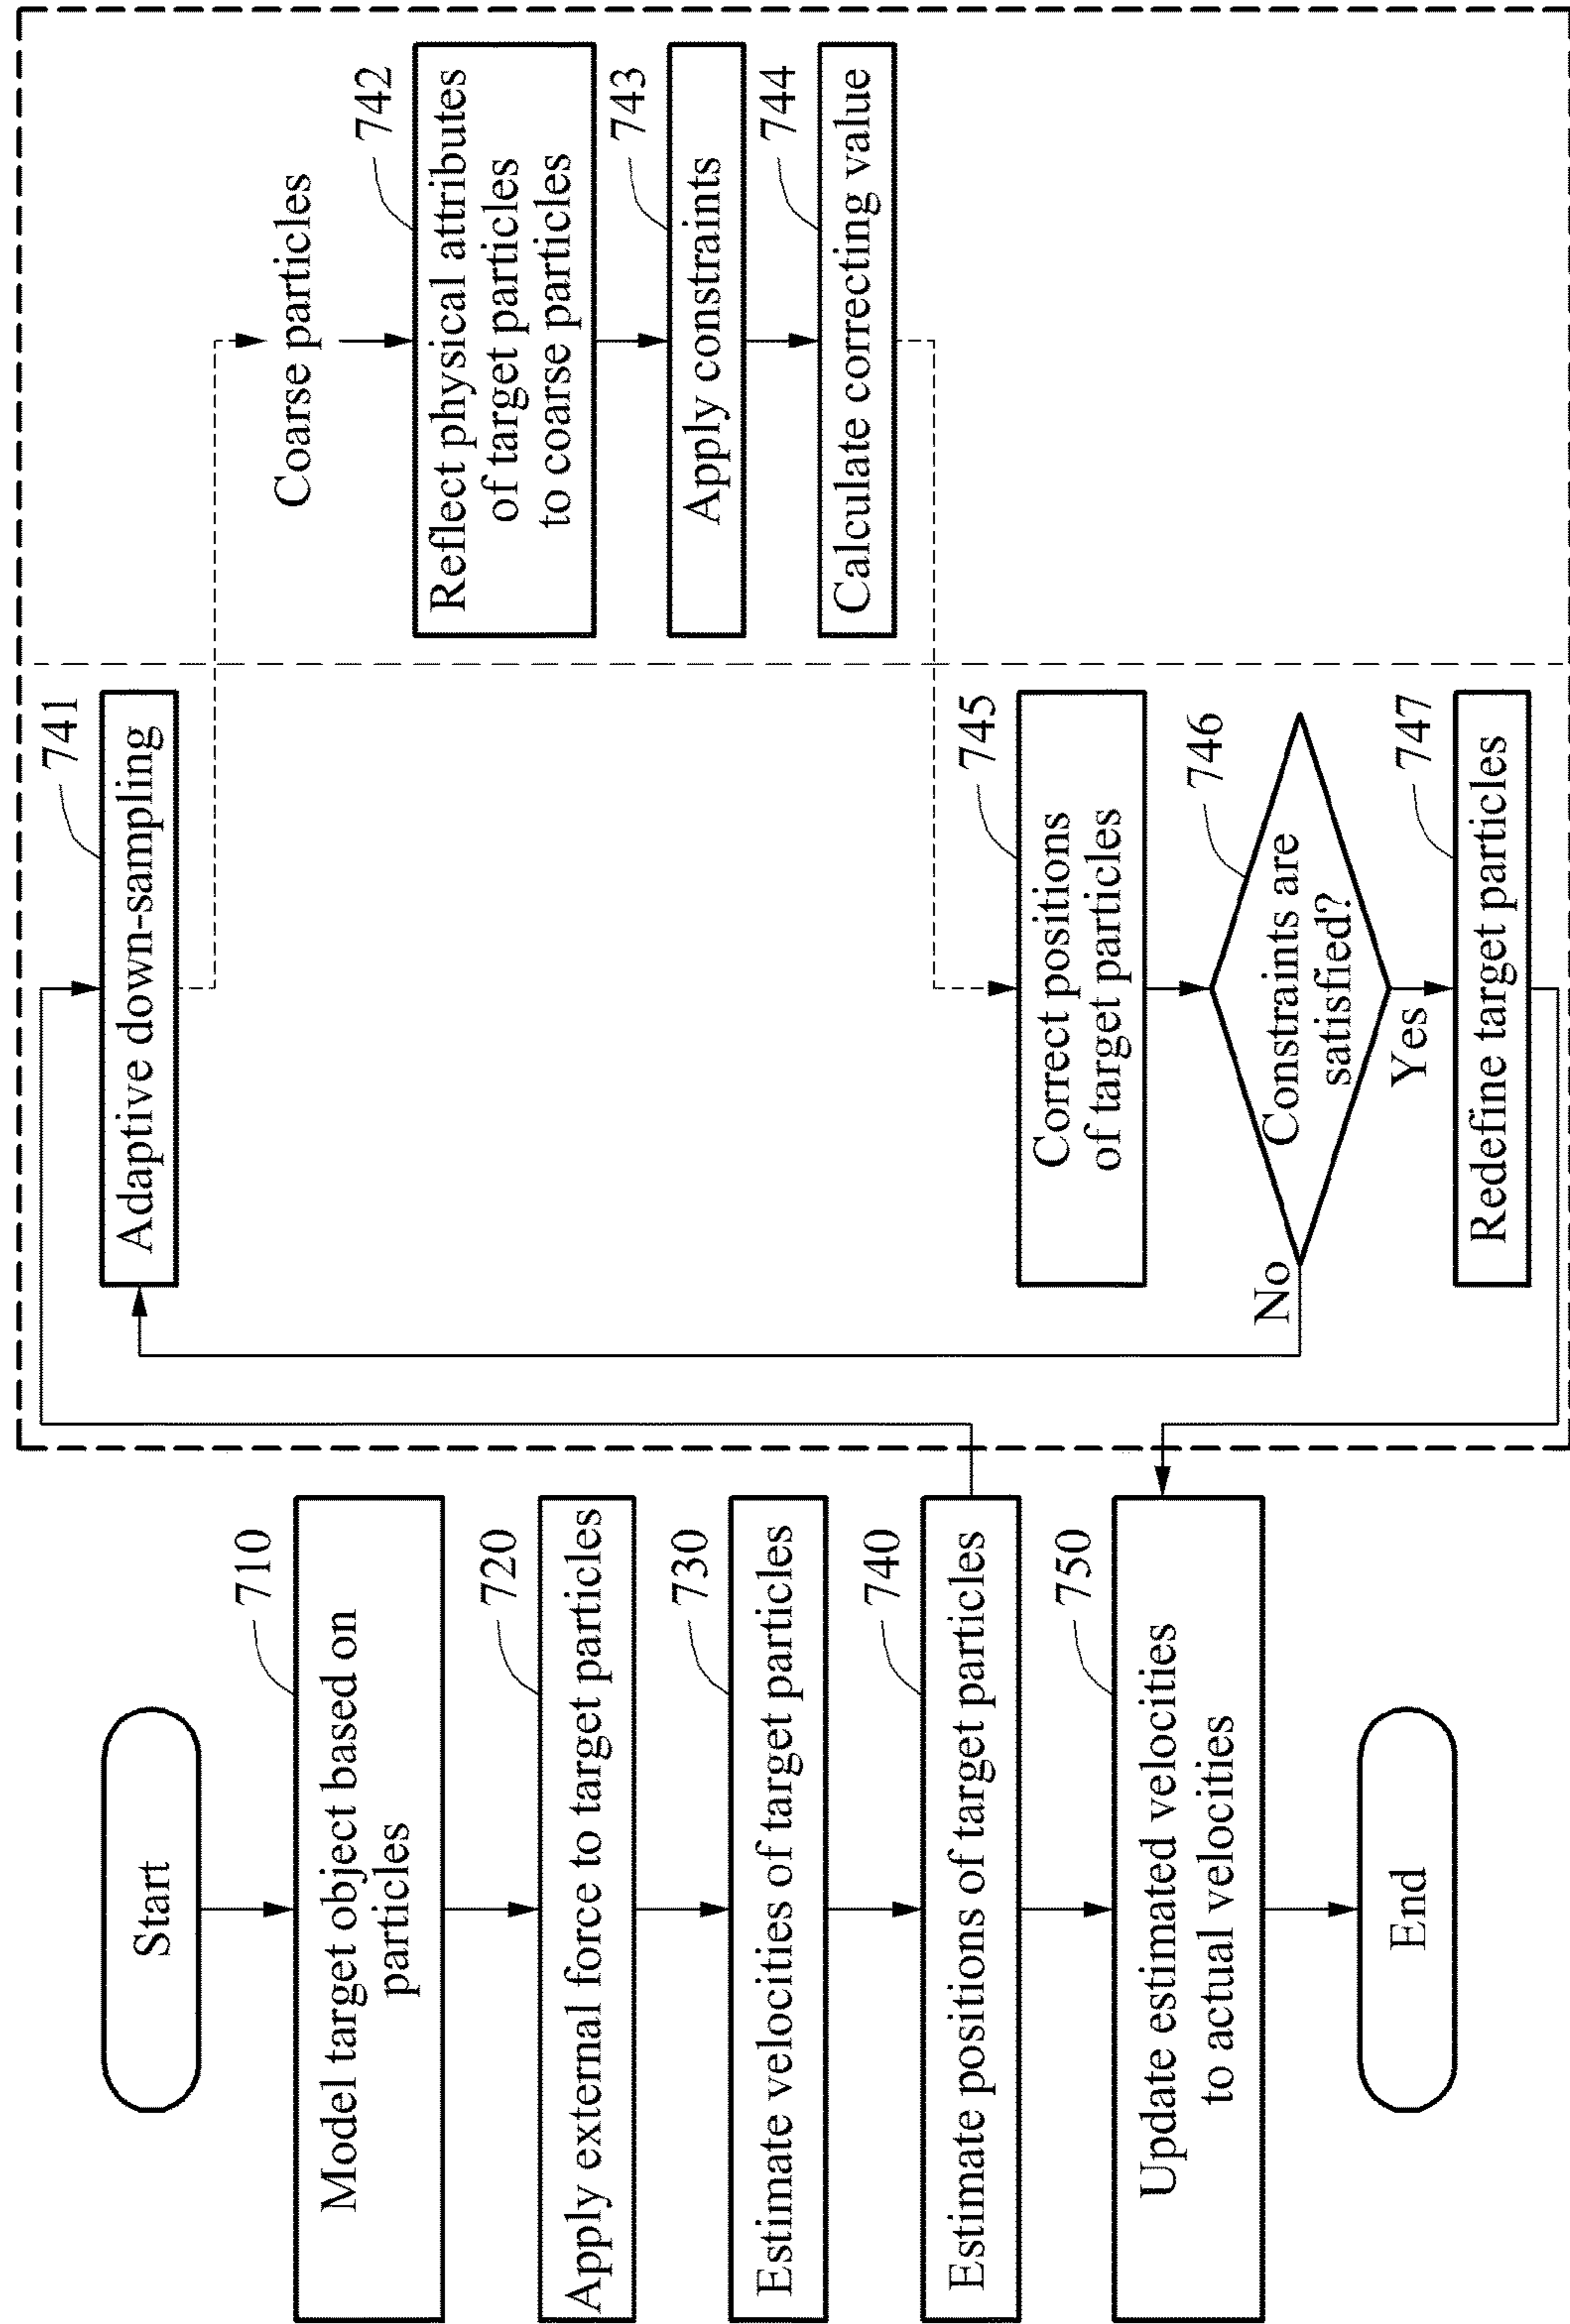 Start
710
Model target object based on
particles
720
Apply external force to target particles
730
Estimate velocities of target particles
740
Estimate positions of target particles
750
Update estimated velocities
to actual velocities
End
741
Adaptive down-sampling
Coarse particles
742
Reflect physical attributes
of target particles
to coarse particles
743
Apply constraints
744
Calculate correcting value
745
Correct positions
of target particles
746
Constraints are
satisfied?
No
Yes
747
Redefine target particles